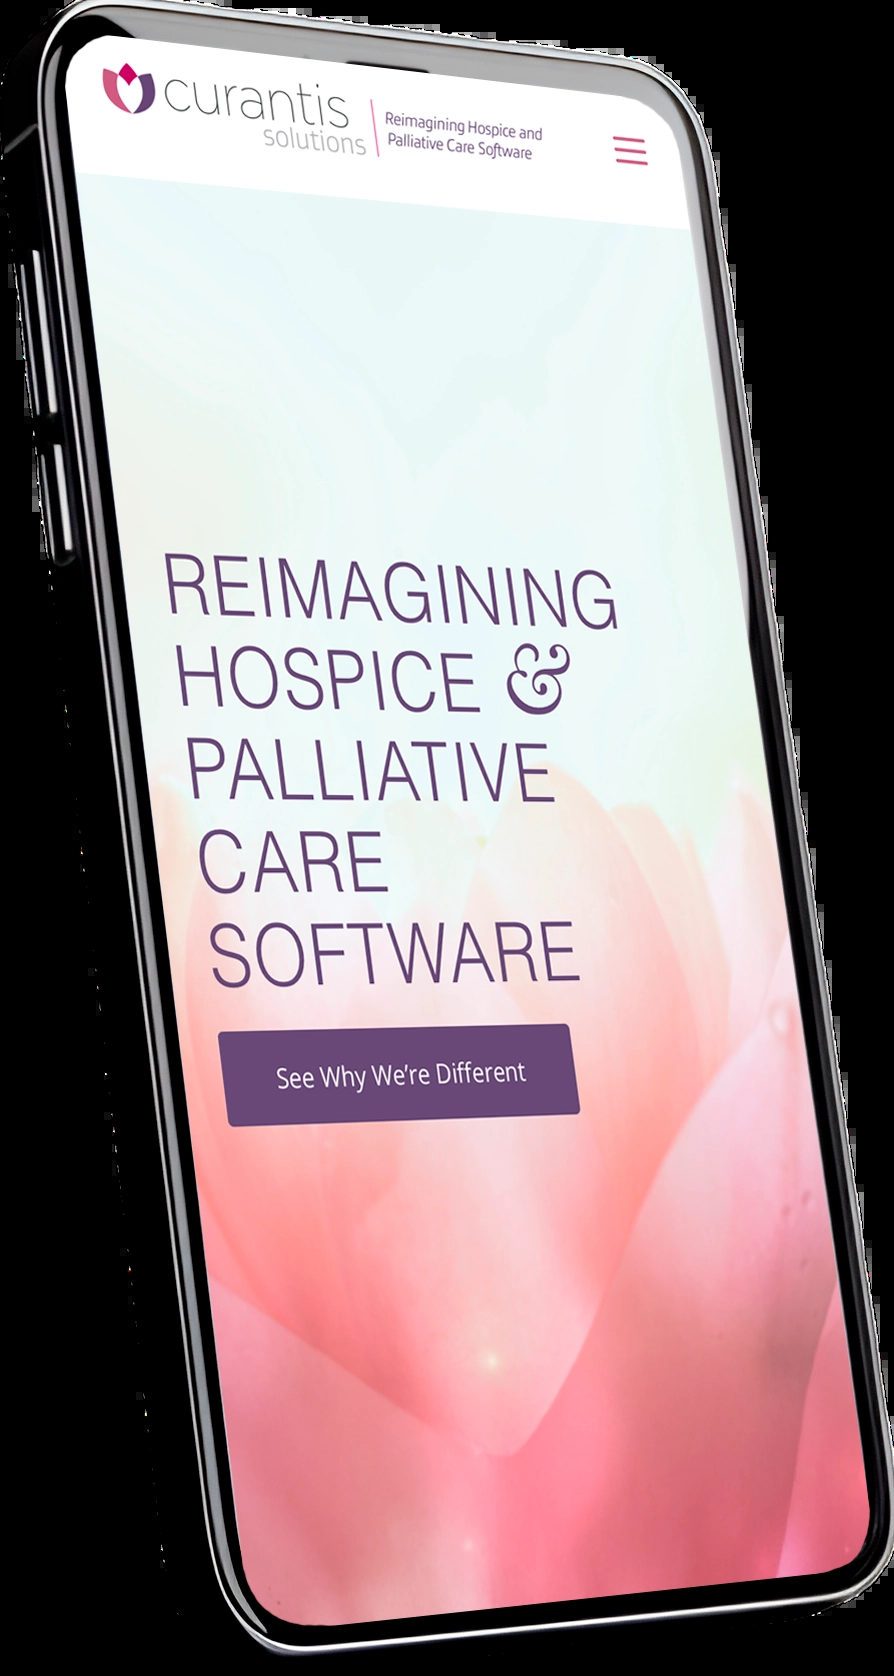 curantis
solutions
Reimagining Hospice and
Palliative Care Software
REIMAGINING
HOSPICE &
PALLIATIVE
CARE
SOFTWARE
See Why We're Different